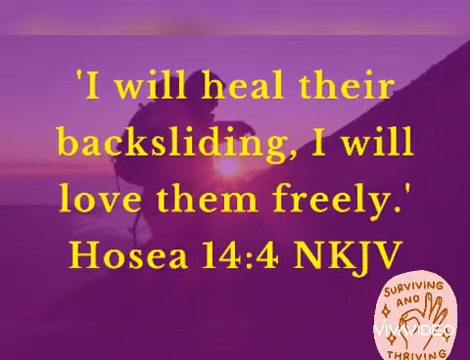 'I will heal their
backsliding, I will
love them freely.'
Hosea 14:4 NKJV
SURVIVING
AND
VIVAVIDEO
THRIVING